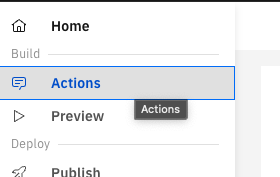 Home
Build
Actions
Actions
Preview
Deploy
Publish